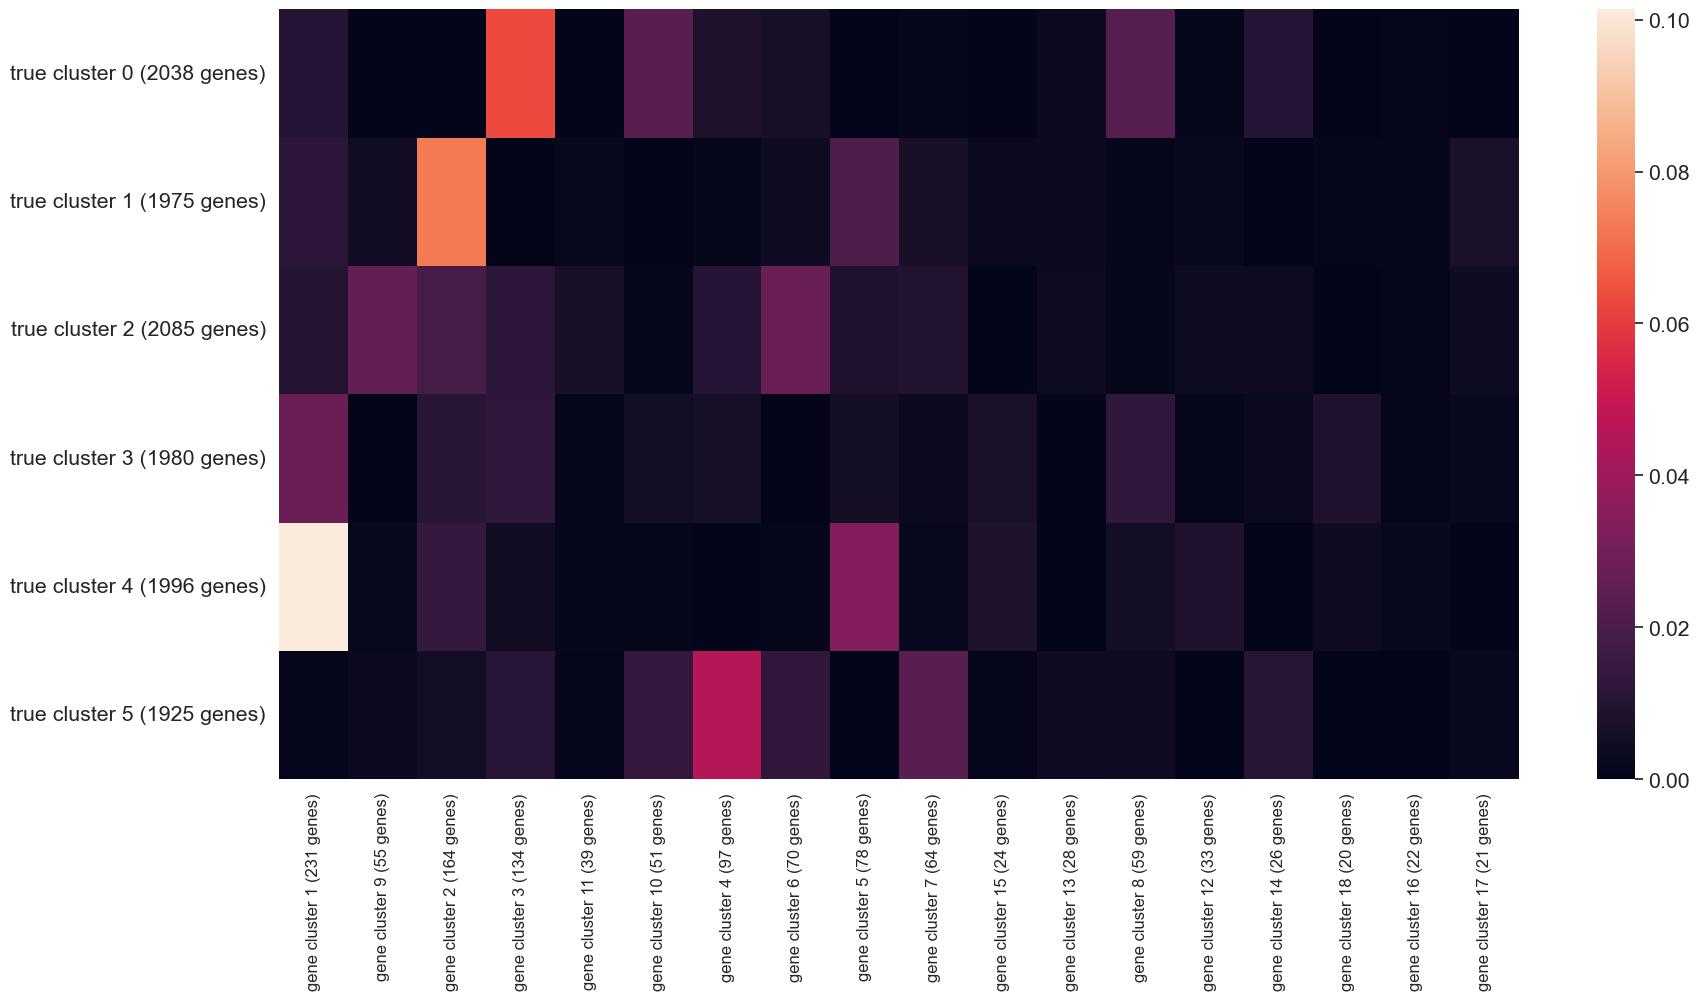 true cluster 0 (2038 genes)
true cluster 1 (1975 genes)
true cluster 2 (2085 genes)
true cluster 3 (1980 genes)
true cluster 4 (1996 genes)
true cluster 5 (1925 genes)
gene cluster 1 (231 genes)
gene cluster 9 (55 genes)
gene cluster 2 (164 genes)
gene cluster 3 (134 genes)
gene cluster 11 (39 genes)
gene cluster 10 (51 genes)
gene cluster 4 (97 genes)
gene cluster 6 (70 genes)
gene cluster 5 (78 genes)
gene cluster 7 (64 genes)
gene cluster 15 (24 genes)
gene cluster 13 (28 genes)
gene cluster 8 (59 genes)
gene cluster 12 (33 genes)
gene cluster 14 (26 genes)
gene cluster 18 (20 genes)
gene cluster 16 (22 genes)
gene cluster 17 (21 genes)
0.10
0.08
0.06
0.04
0.02
0.00